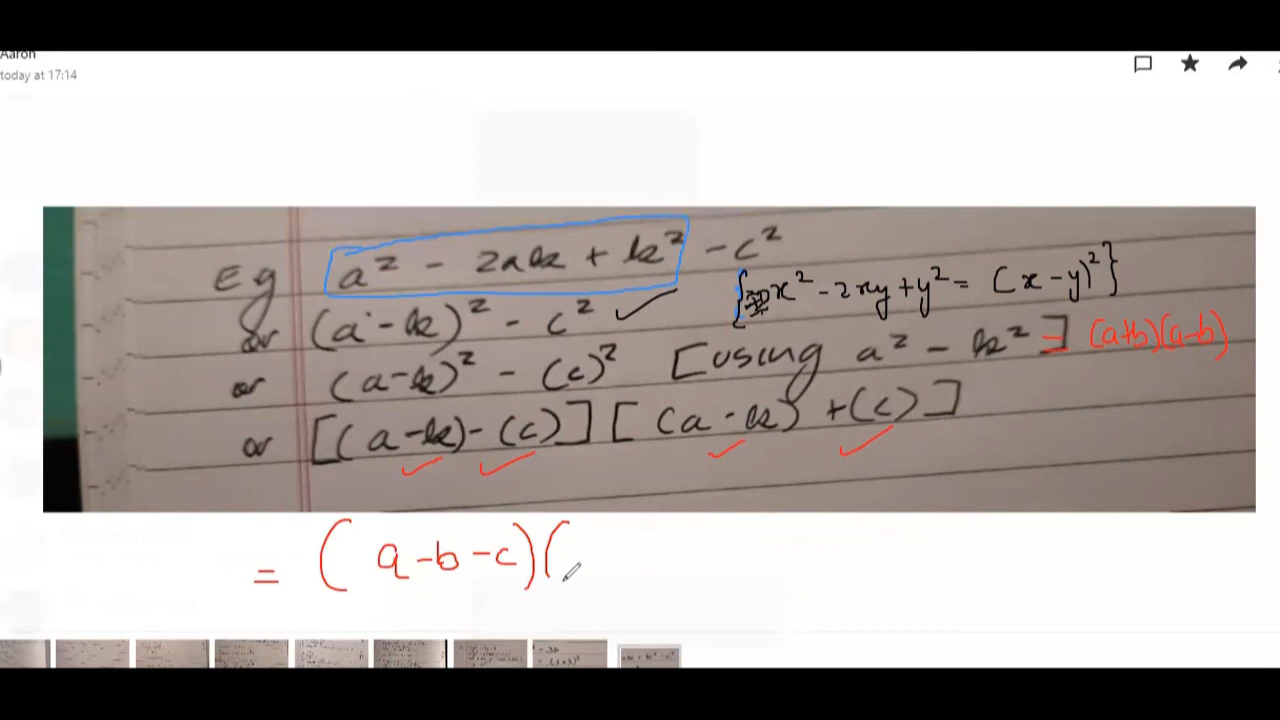 Aaron
today at 17:14
Eg a² - 2ab + b² - c²
or (a - b)² - c² { x² - 2xy + y² = (x - y)² }
or (a - b)² - (c)² [using a² - b²] = (a+b)(a-b)
or [(a - b) - (c)] [(a - b) + (c)]
= (a - b - c)(